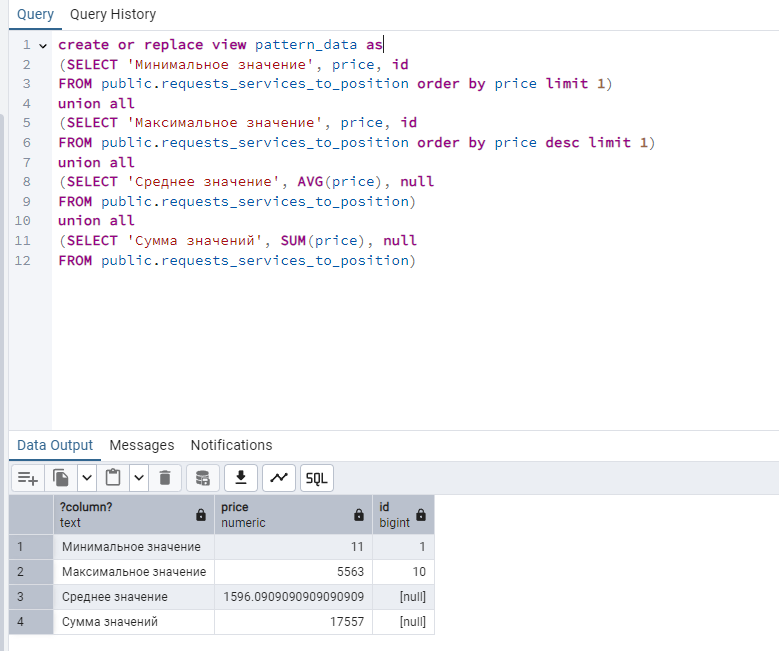 Query Query History
1 create or replace view pattern_data as
2 (SELECT 'Минимальное значение', price, id
3 FROM public.requests_services_to_position order by price limit 1)
4 union all
5 (SELECT 'Максимальное значение', price, id
6 FROM public.requests_services_to_position order by price desc limit 1)
7 union all
8 (SELECT 'Среднее значение', AVG(price), null
9 FROM public.requests_services_to_position)
10 union all
11 (SELECT 'Сумма значений', SUM(price), null
12 FROM public.requests_services_to_position)
Data Output Messages Notifications
SQL
?column? price id
text numeric bigint
1 Минимальное значение 11 1
2 Максимальное значение 5563 10
3 Среднее значение 1596.0909090909090909 [null]
4 Сумма значений 17557 [null]